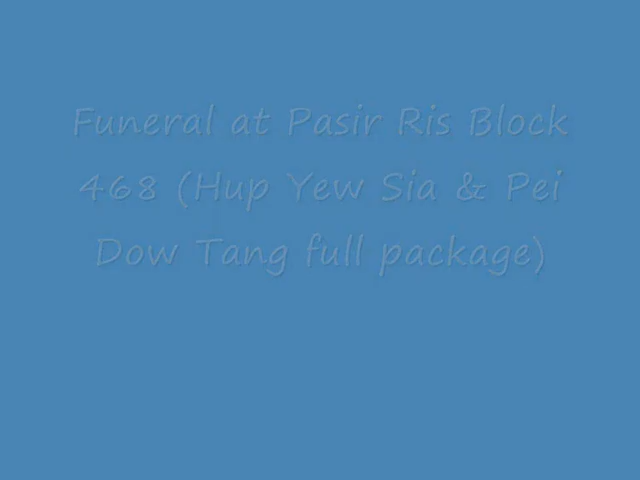 Funeral at Pasir Ris Block
468 (Hup Yew Sia & Pei
Dow Tang full package)